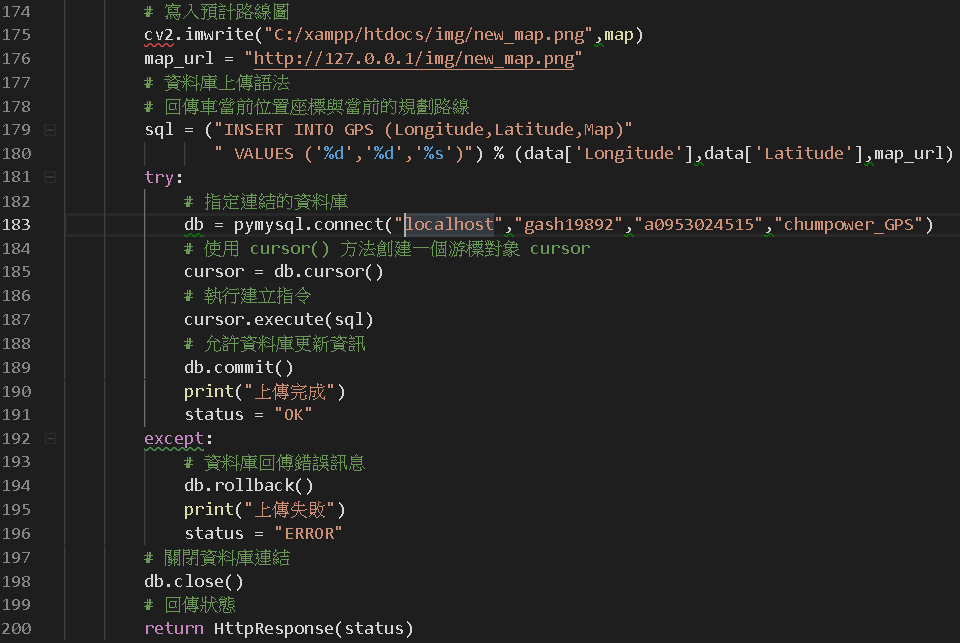 174 # 寫入預計路線圖
175 cv2.imwrite("C:/xampp/htdocs/img/new_map.png",map)
176 map_url = "http://127.0.0.1/img/new_map.png"
177 # 資料庫上傳語法
178 # 回傳車當前位置座標與當前的規劃路線
179 sql = ("INSERT INTO GPS (Longitude,Latitude,Map)"
180 " VALUES ('%d','%d','%s')") % (data['Longitude'],data['Latitude'],map_url)
181 try:
182 # 指定連結的資料庫
183 db = pymysql.connect("localhost","gash19892","a0953024515","chumpower_GPS")
184 # 使用 cursor() 方法創建一個游標對象 cursor
185 cursor = db.cursor()
186 # 執行建立指令
187 cursor.execute(sql)
188 # 允許資料庫更新資訊
189 db.commit()
190 print("上傳完成")
191 status = "OK"
192 except:
193 # 資料庫回傳錯誤訊息
194 db.rollback()
195 print("上傳失敗")
196 status = "ERROR"
197 # 關閉資料庫連結
198 db.close()
199 # 回傳狀態
200 return HttpResponse(status)